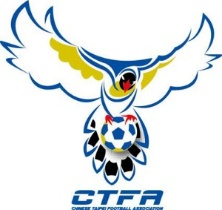 CTFA
CHINESE TAIPEI FOOTBALL ASSOCIATION